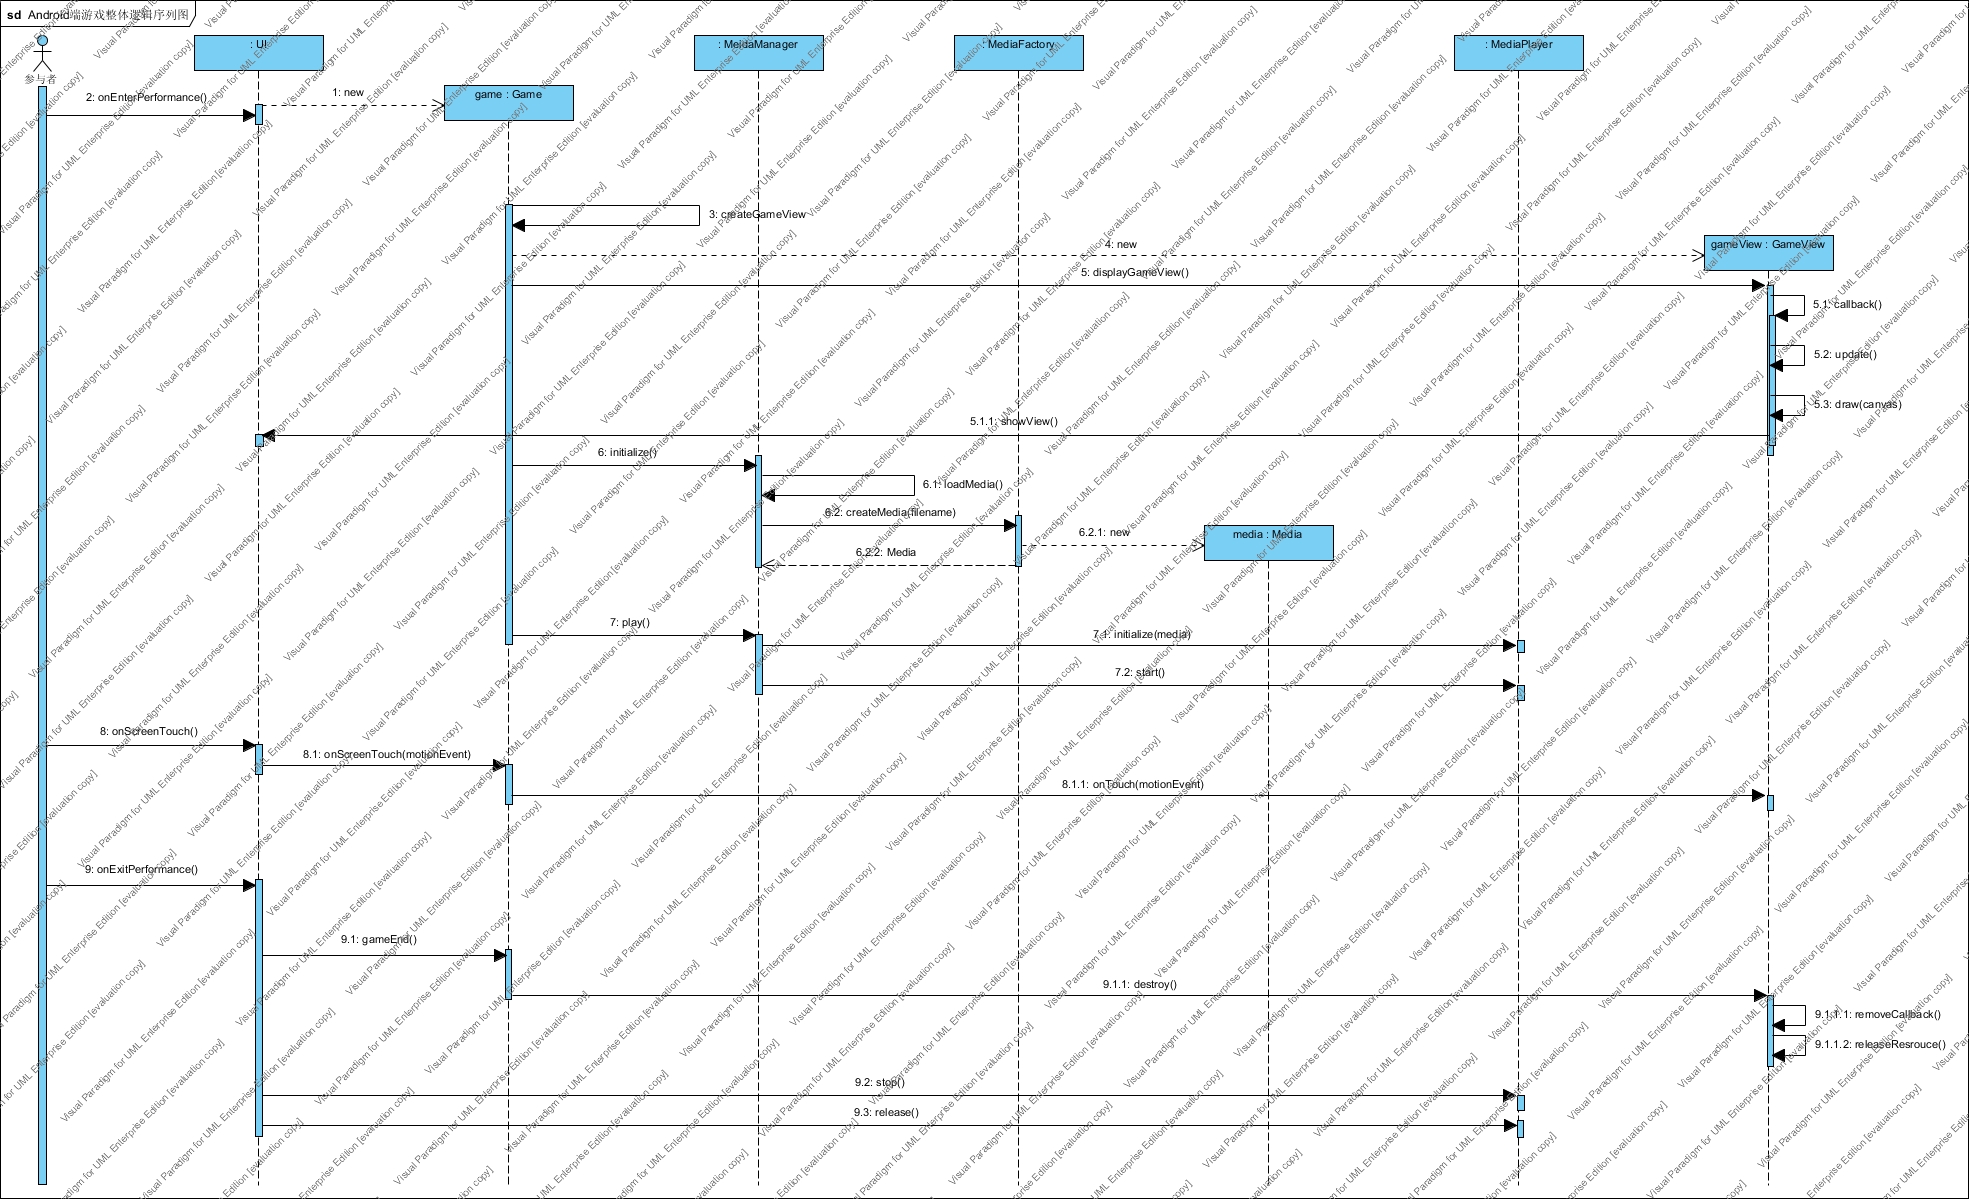 sd Android端游戏整体逻辑序列图
参与者
: UI
: MeidaManager
: MediaFactory
: MediaPlayer
2: onEnterPerformance()
1: new
game : Game
3: createGameView
4: new
gameView : GameView
5: displayGameView()
5.1: callback()
5.2: update()
5.3: draw(canvas)
5.1.1: showView()
6: initialize()
6.1: loadMedia()
6.2: createMedia(filename)
6.2.1: new
media : Media
6.2.2: Media
7: play()
7.1: initialize(media)
7.2: start()
8: onScreenTouch()
8.1: onScreenTouch(motionEvent)
8.1.1: onTouch(motionEvent)
9: onExitPerformance()
9.1: gameEnd()
9.1.1: destroy()
9.1.1.1: removeCallback()
9.1.1.2: releaseResrouce()
9.2: stop()
9.3: release()
Visual Paradigm for UML Enterprise Edition [evaluation copy]